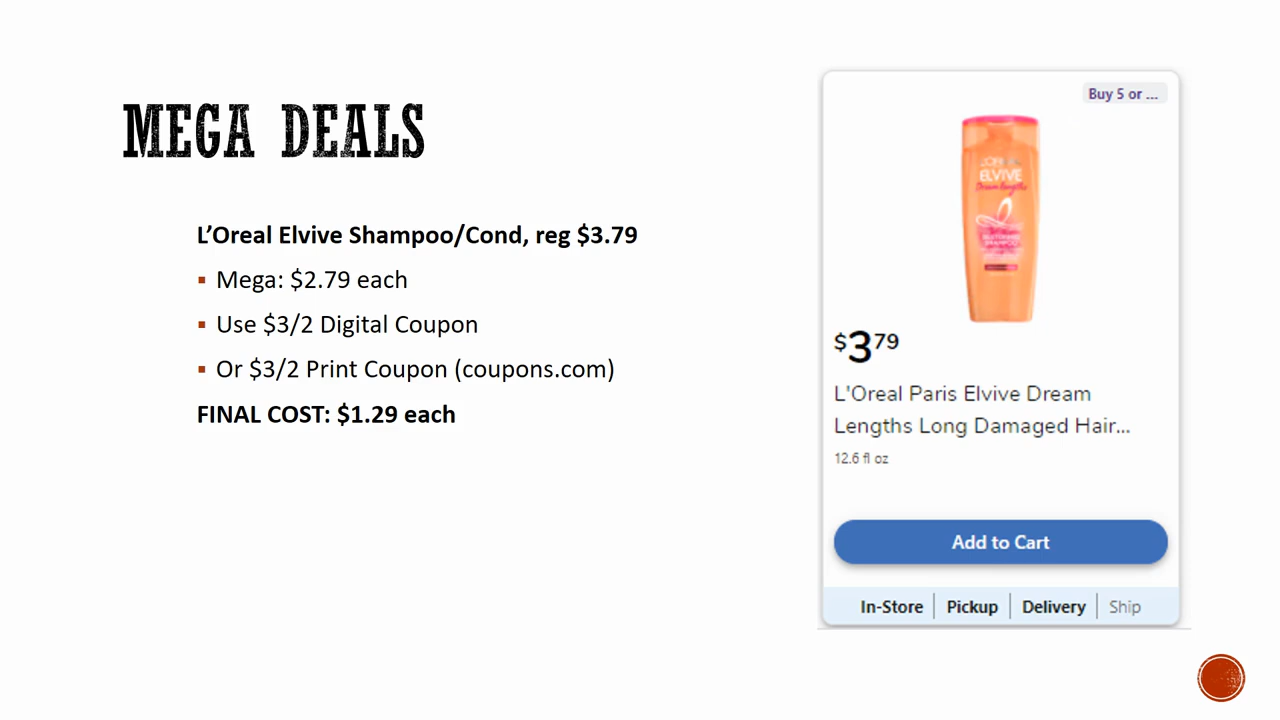 MEGA DEALS
L’Oreal Elvive Shampoo/Cond, reg $3.79
▪ Mega: $2.79 each
▪ Use $3/2 Digital Coupon
▪ Or $3/2 Print Coupon (coupons.com)
FINAL COST: $1.29 each
Buy 5 or ...
ELVIVE
Dream lengths
$3 79
L'Oreal Paris Elvive Dream
Lengths Long Damaged Hair...
12.6 fl oz
Add to Cart
In-Store Pickup Delivery Ship